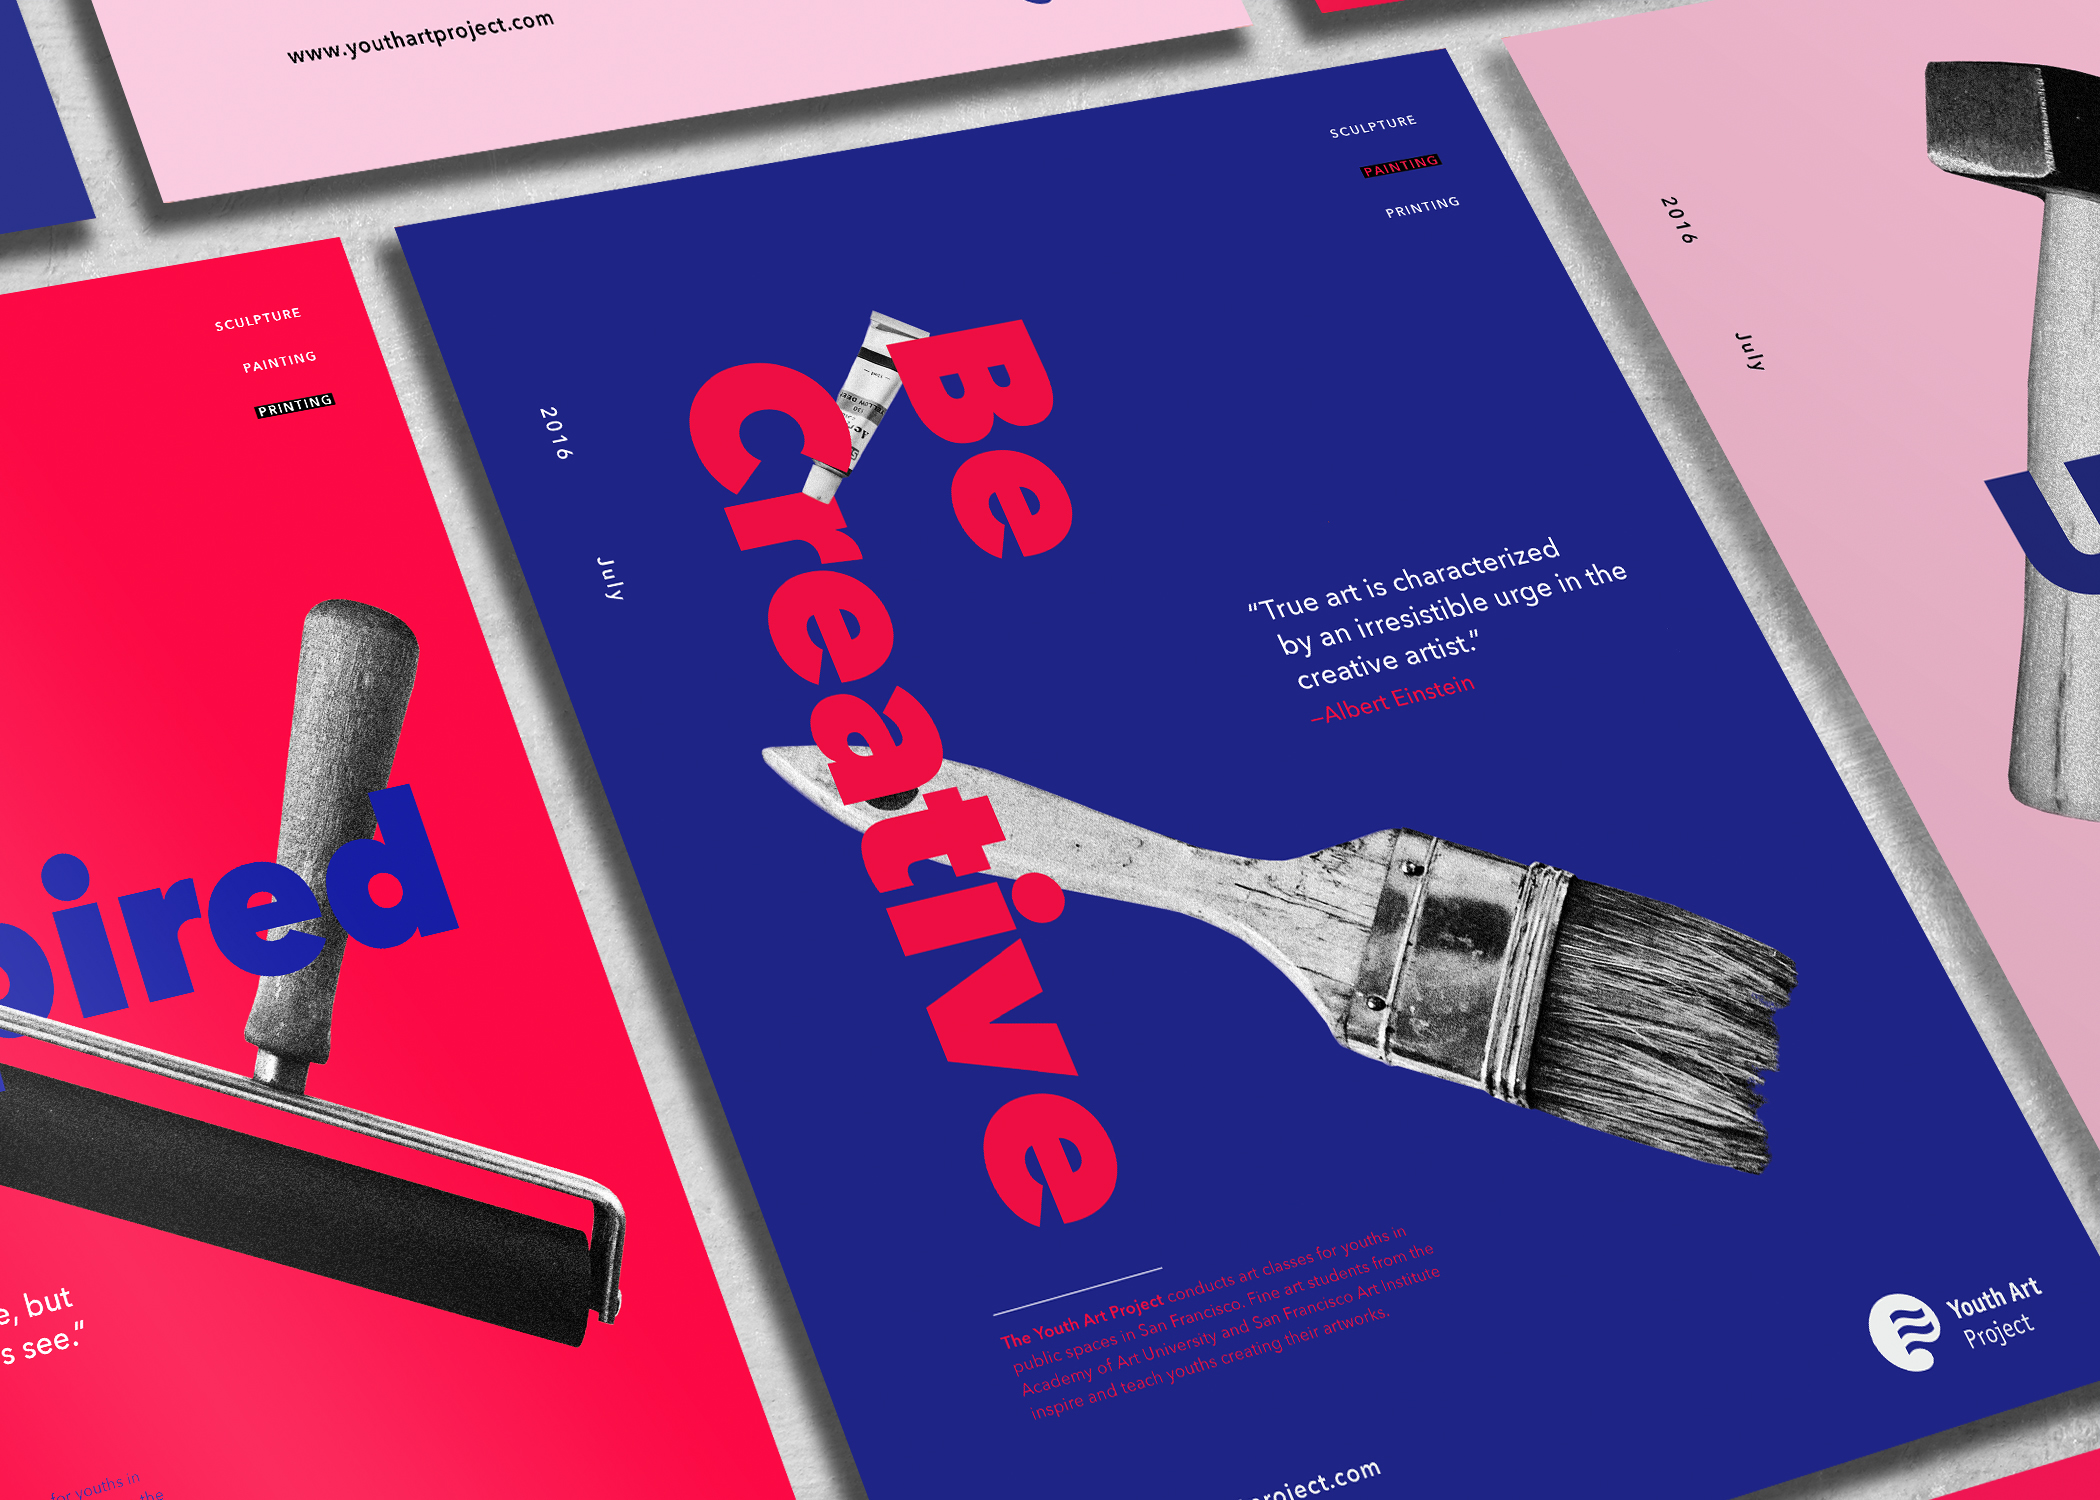 www.youthartproject.com
SCULPTURE
PAINTING
PRINTING
pired
e, but
s see.”
for youths in
the
SCULPTURE
PAINTING
PRINTING
2016
July
Be
Creative
“True art is characterized
by an irresistible urge in the
creative artist.”
–Albert Einstein
The Youth Art Project conducts art classes for youths in
public spaces in San Francisco. Fine art students from the
Academy of Art University and San Francisco Art Institute
inspire and teach youths creating their artworks.
project.com
Youth Art
Project
2016
July